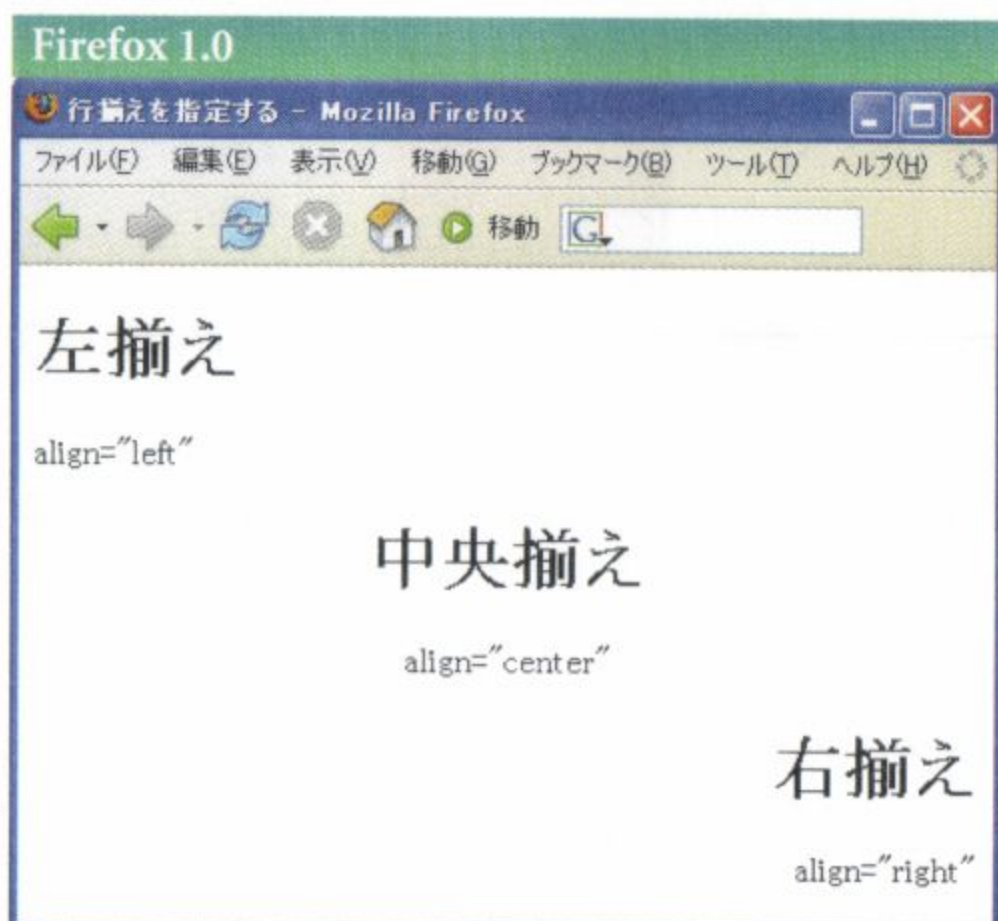 Firefox 1.0
行揃えを指定する - Mozilla Firefox
ファイル(F) 編集(E) 表示(V) 移動(G) ブックマーク(B) ツール(T) ヘルプ(H)
移動 G
左揃え
align="left"
中央揃え
align="center"
右揃え
align="right"